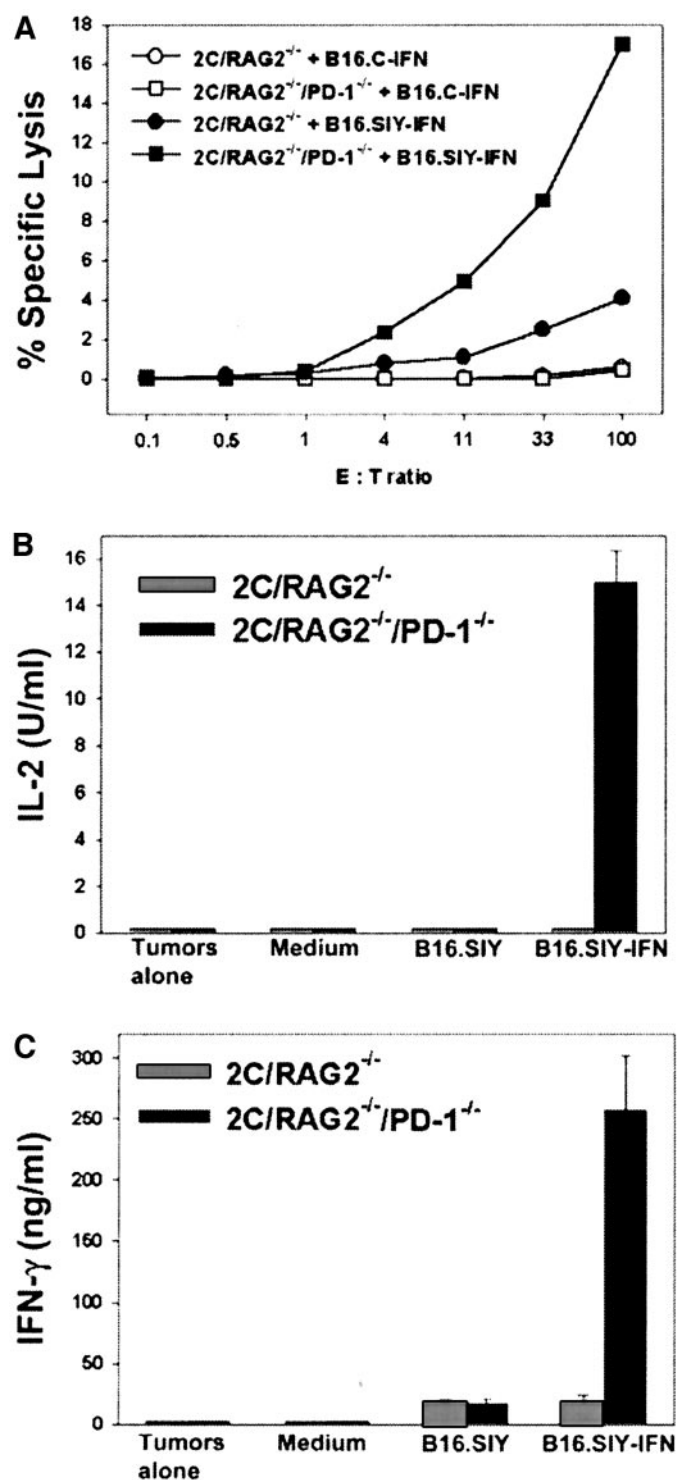 A
% Specific Lysis
18
16
14
12
10
8
6
4
2
0
2C/RAG2-/- + B16.C-IFN
2C/RAG2-/-/PD-1-/- + B16.C-IFN
2C/RAG2-/- + B16.SIY-IFN
2C/RAG2-/-/PD-1-/- + B16.SIY-IFN
0.1 0.5 1 4 11 33 100
E : T ratio
B
IL-2 (U/ml)
16
14
12
10
8
6
4
2
0
2C/RAG2-/-
2C/RAG2-/-/PD-1-/-
Tumors alone Medium B16.SIY B16.SIY-IFN
C
IFN-γ (ng/ml)
300
250
200
150
100
50
0
2C/RAG2-/-
2C/RAG2-/-/PD-1-/-
Tumors alone Medium B16.SIY B16.SIY-IFN